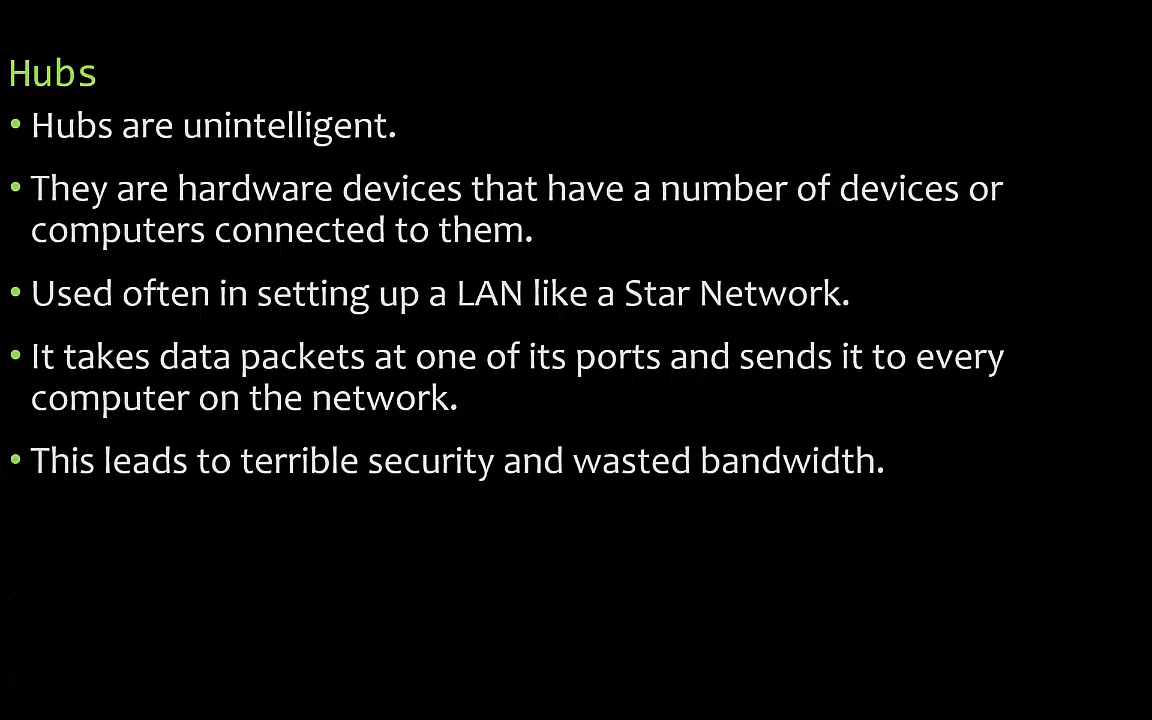 Hubs
• Hubs are unintelligent.
• They are hardware devices that have a number of devices or
computers connected to them.
• Used often in setting up a LAN like a Star Network.
• It takes data packets at one of its ports and sends it to every
computer on the network.
• This leads to terrible security and wasted bandwidth.